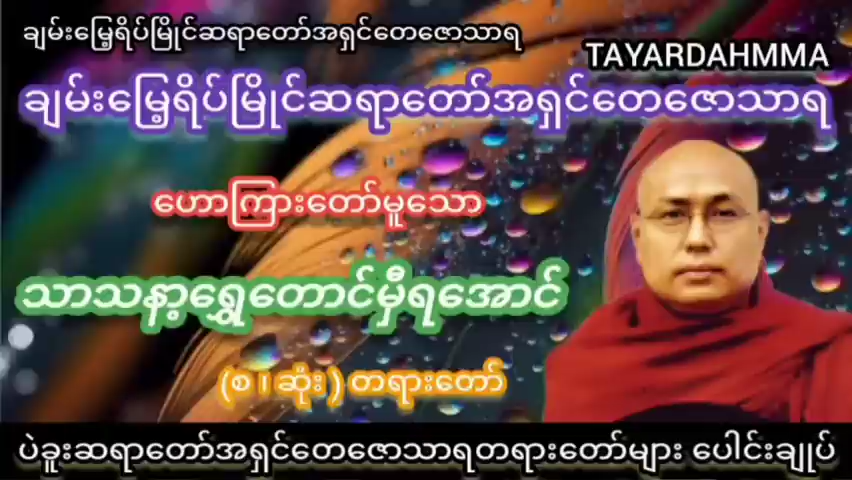 ချမ်းမြေ့ရိပ်မြိုင်ဆရာတော်အရှင်တေဇောသာရ
TAYARDAHMMA
ချမ်းမြေ့ရိပ်မြိုင်ဆရာတော်အရှင်တေဇောသာရ
ဟောကြားတော်မူသော
သာသနာ့ရွှေတောင်မှီရအောင်
(စ ၊ ဆုံး ) တရားတော်
ပဲခူးဆရာတော်အရှင်တေဇောသာရတရားတော်များ ပေါင်းချုပ်